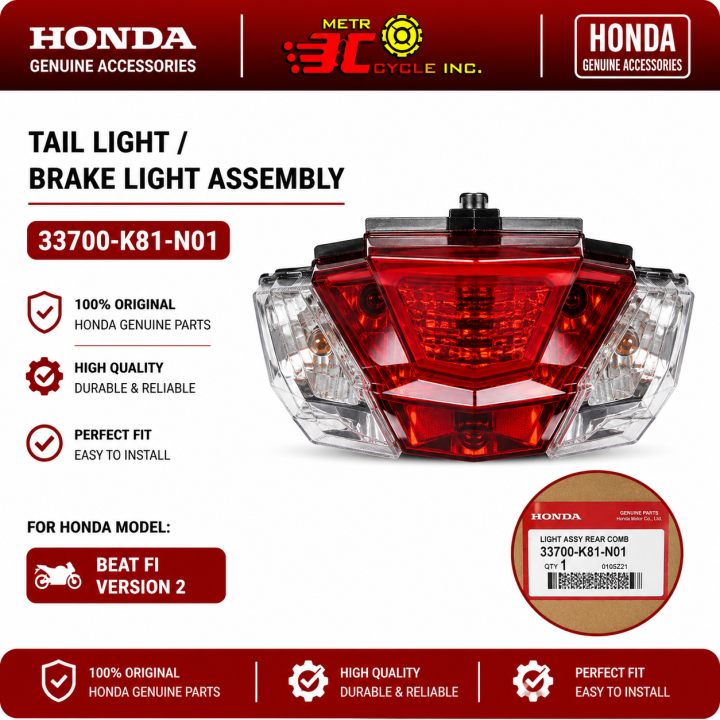 HONDA
GENUINE ACCESSORIES
METR
3C CYCLE INC.
HONDA
GENUINE ACCESSORIES
TAIL LIGHT /
BRAKE LIGHT ASSEMBLY
33700-K81-N01
100% ORIGINAL
HONDA GENUINE PARTS
HIGH QUALITY
DURABLE & RELIABLE
PERFECT FIT
EASY TO INSTALL
FOR HONDA MODEL:
BEAT FI
VERSION 2
HONDA
GENUINE PARTS
Honda Motor Co., Ltd.
LIGHT ASSY REAR COMB
33700-K81-N01
QTY 1
0105Z21
100% ORIGINAL
HONDA GENUINE PARTS
HIGH QUALITY
DURABLE & RELIABLE
PERFECT FIT
EASY TO INSTALL